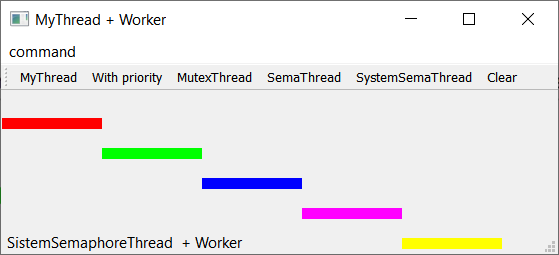 MyThread + Worker
command
MyThread With priority MutexThread SemaThread SystemSemaThread Clear
SistemSemaphoreThread + Worker